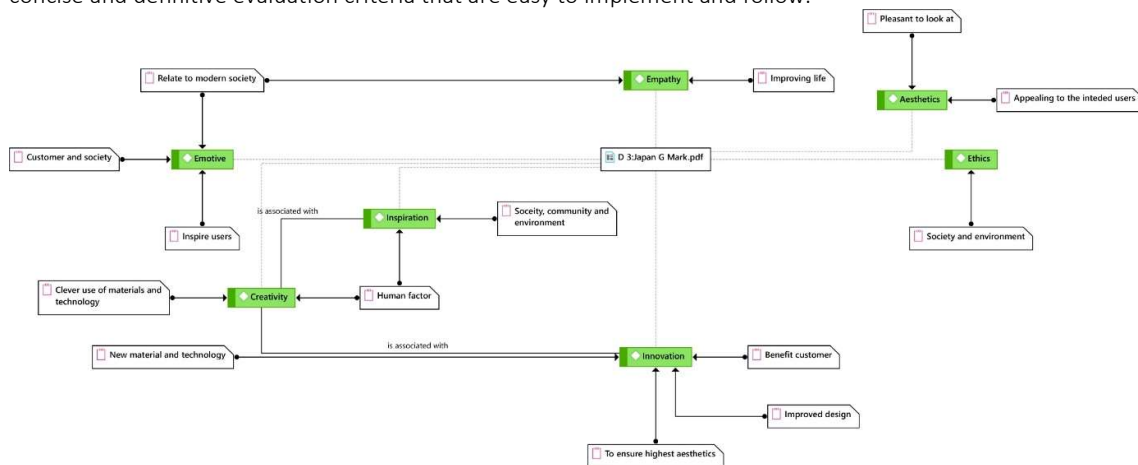 concise and definitive evaluation criteria that are easy to implement and follow.
Pleasant to look at
Relate to modern society
Empathy
Improving life
Aesthetics
Appealing to the inteded users
Customer and society
Emotive
D 3:Japan G Mark.pdf
Ethics
is associated with
Inspiration
Soceity, community and
environment
Inspire users
Society and environment
Clever use of materials and
technology
Creativity
Human factor
is associated with
New material and technology
Innovation
Benefit customer
Improved design
To ensure highest aesthetics